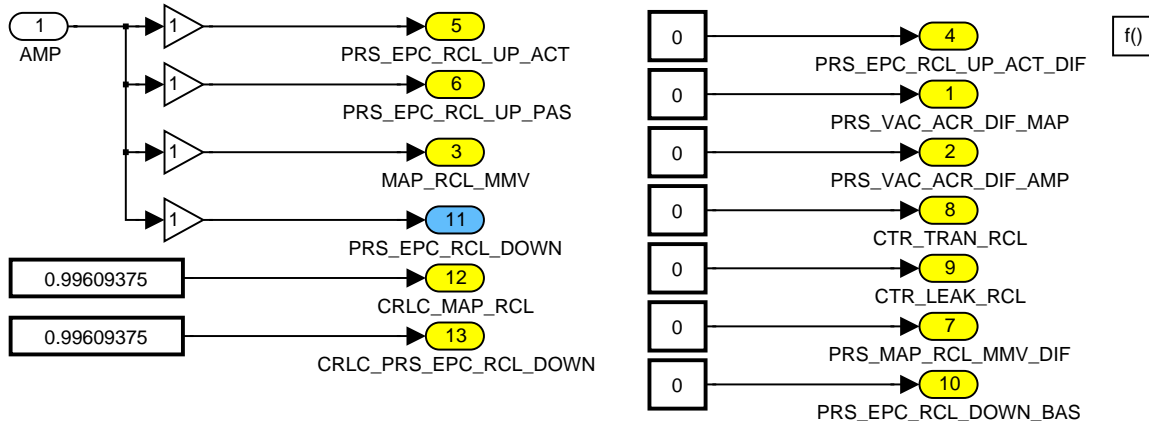 1
AMP
1
5
PRS_EPC_RCL_UP_ACT
1
6
PRS_EPC_RCL_UP_PAS
1
3
MAP_RCL_MMV
1
11
PRS_EPC_RCL_DOWN
0.99609375
12
CRLC_MAP_RCL
0.99609375
13
CRLC_PRS_EPC_RCL_DOWN
0
4
PRS_EPC_RCL_UP_ACT_DIF
0
1
PRS_VAC_ACR_DIF_MAP
0
2
PRS_VAC_ACR_DIF_AMP
0
8
CTR_TRAN_RCL
0
9
CTR_LEAK_RCL
0
7
PRS_MAP_RCL_MMV_DIF
0
10
PRS_EPC_RCL_DOWN_BAS
f()